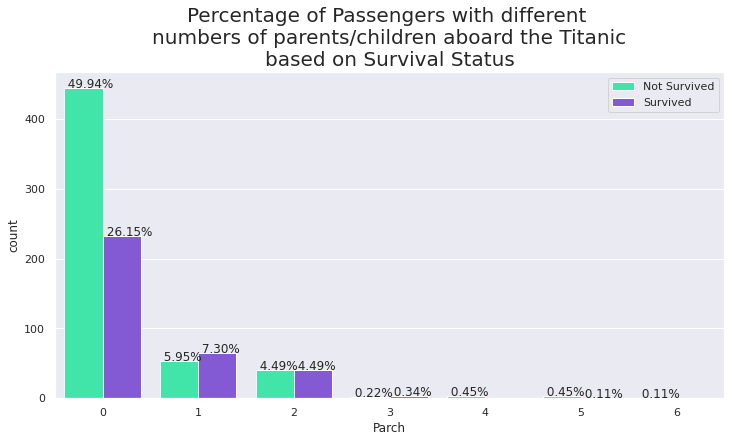 Percentage of Passengers with different
numbers of parents/children aboard the Titanic
based on Survival Status
Not Survived
Survived
49.94%
26.15%
5.95%
7.30%
4.49%
4.49%
0.22%
0.34%
0.45%
0.45%
0.11%
0.11%
400
300
200
100
0
count
0 1 2 3 4 5 6
Parch